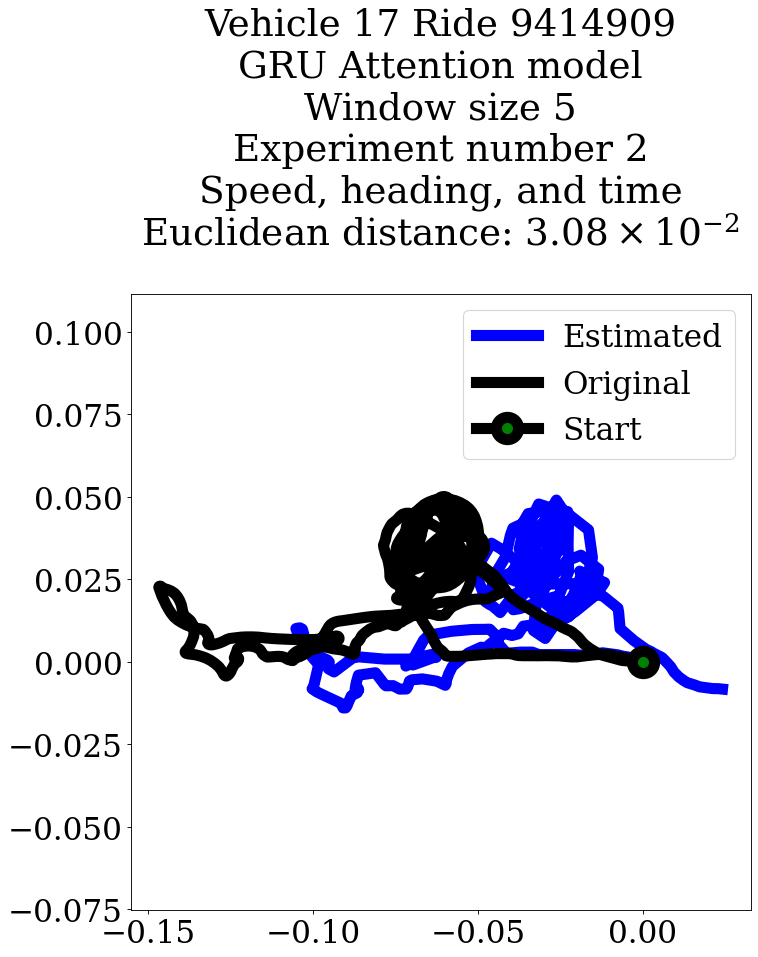 Vehicle 17 Ride 9414909
GRU Attention model
Window size 5
Experiment number 2
Speed, heading, and time
Euclidean distance: 3.08 × 10⁻²
Estimated
Original
Start
0.100
0.075
0.050
0.025
0.000
−0.025
−0.050
−0.075
−0.15 −0.10 −0.05 0.00